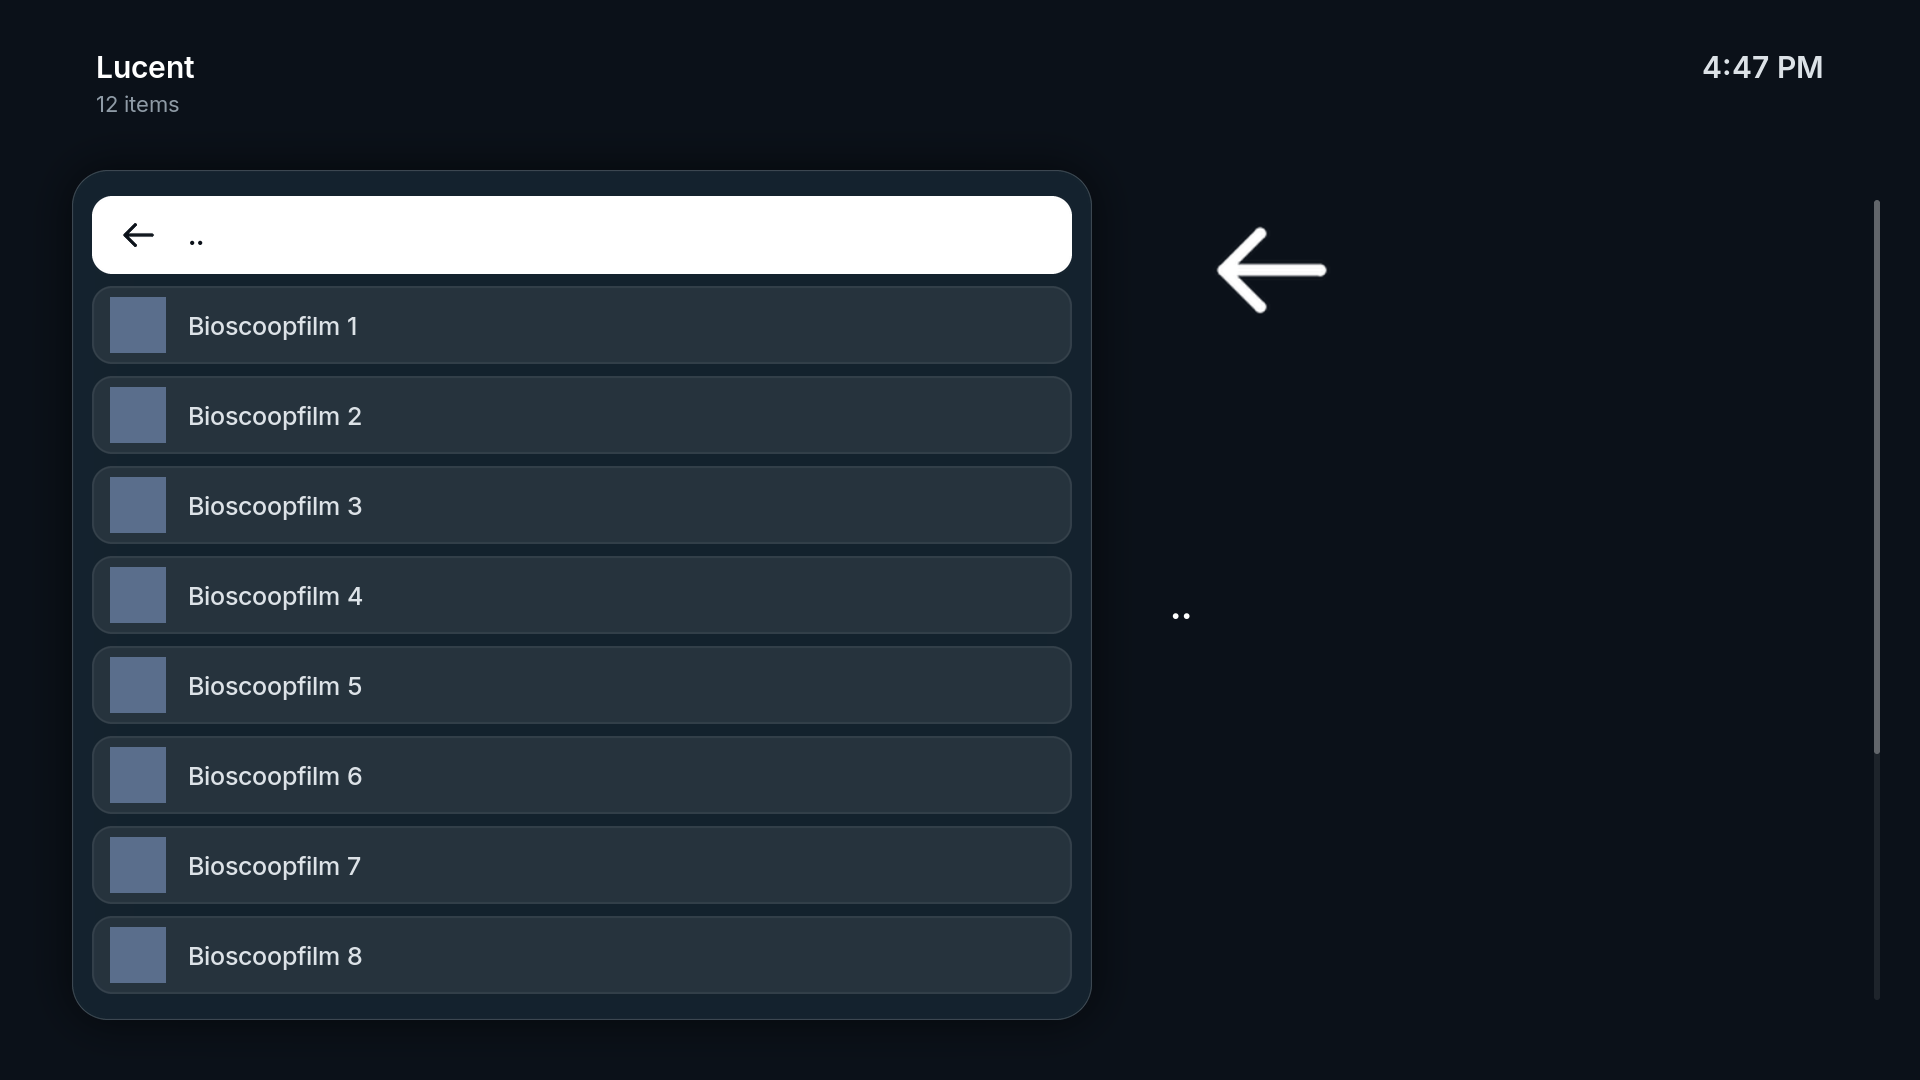 Lucent
12 items
4:47 PM
..
Bioscoopfilm 1
Bioscoopfilm 2
Bioscoopfilm 3
Bioscoopfilm 4
Bioscoopfilm 5
Bioscoopfilm 6
Bioscoopfilm 7
Bioscoopfilm 8
..